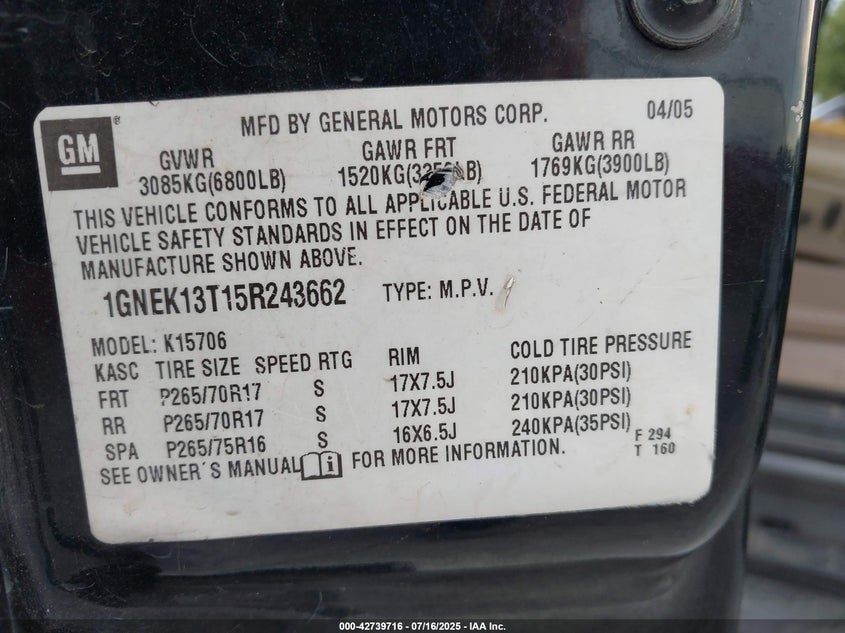 GM ®
MFD BY GENERAL MOTORS CORP. 04/05
GVWR GAWR FRT GAWR RR
3085KG(6800LB) 1520KG( LB) 1769KG(3900LB)
THIS VEHICLE CONFORMS TO ALL APPLICABLE U.S. FEDERAL MOTOR
VEHICLE SAFETY STANDARDS IN EFFECT ON THE DATE OF
MANUFACTURE SHOWN ABOVE.
1GNEK13T15R243662 TYPE: M.P.V.
MODEL: K15706
KASC TIRE SIZE SPEED RTG RIM COLD TIRE PRESSURE
FRT P265/70R17 S 17X7.5J 210KPA(30PSI)
RR P265/70R17 S 17X7.5J 210KPA(30PSI)
SPA P265/75R16 S 16X6.5J 240KPA(35PSI)
F 294
T 160
SEE OWNER'S MANUAL i FOR MORE INFORMATION.
000-42739716 - 07/16/2025 - IAA Inc.